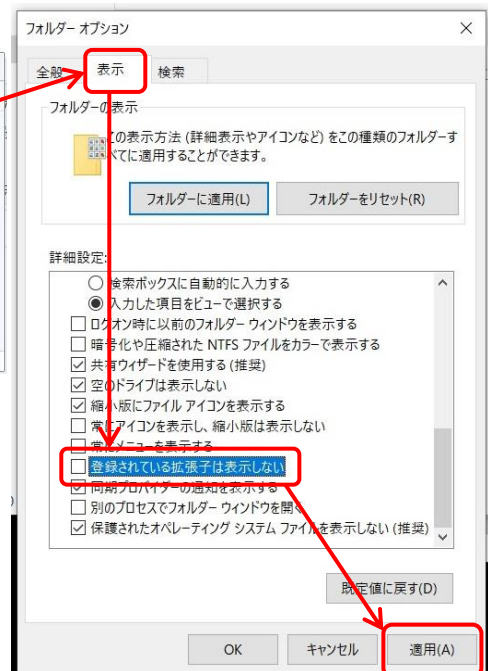 フォルダー オプション
全般
表示
検索
フォルダーの表示
この表示方法 (詳細表示やアイコンなど) をこの種類のフォルダーす
べてに適用することができます。
フォルダーに適用(L)
フォルダーをリセット(R)
詳細設定:
検索ボックスに自動的に入力する
入力した項目をビューで選択する
ログオン時に以前のフォルダー ウィンドウを表示する
暗号化や圧縮された NTFS ファイルをカラーで表示する
共有ウィザードを使用する (推奨)
空のドライブは表示しない
縮小版にファイル アイコンを表示する
常にアイコンを表示し、縮小版は表示しない
常にメニューを表示する
登録されている拡張子は表示しない
同期プロバイダーの通知を表示する
別のプロセスでフォルダー ウィンドウを開く
保護されたオペレーティング システム ファイルを表示しない (推奨)
既定値に戻す(D)
OK
キャンセル
適用(A)